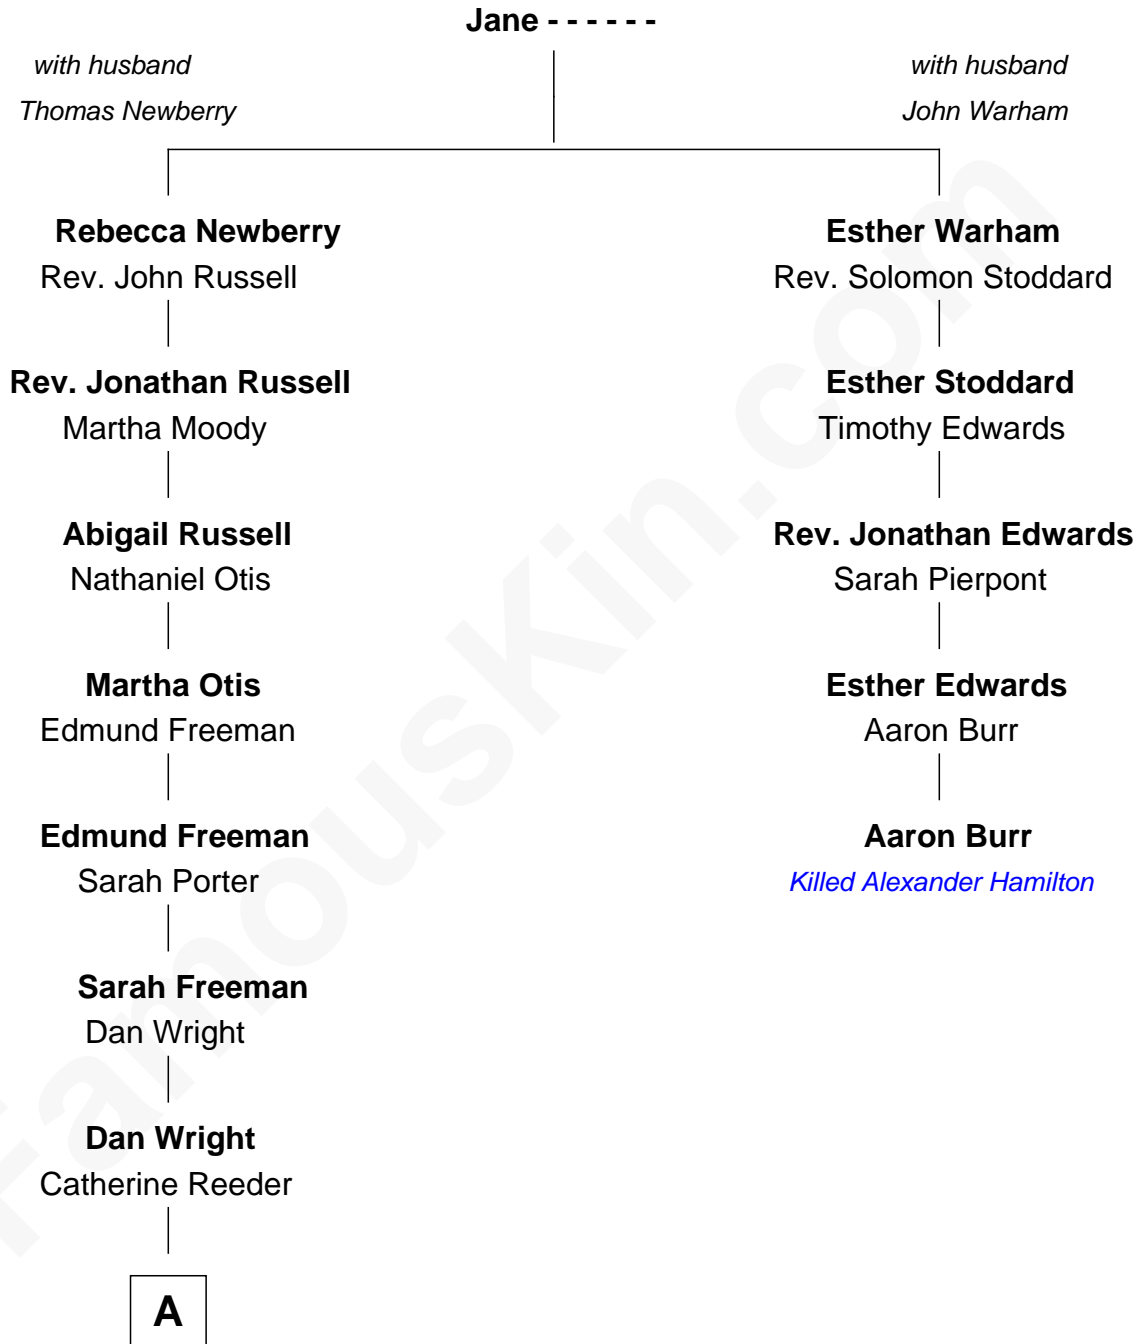 Jane - - - - - -
with husband
Thomas Newberry
with husband
John Warham
Rebecca Newberry
Rev. John Russell
Esther Warham
Rev. Solomon Stoddard
Rev. Jonathan Russell
Martha Moody
Esther Stoddard
Timothy Edwards
Abigail Russell
Nathaniel Otis
Rev. Jonathan Edwards
Sarah Pierpont
Martha Otis
Edmund Freeman
Esther Edwards
Aaron Burr
Edmund Freeman
Sarah Porter
Aaron Burr
Killed Alexander Hamilton
Sarah Freeman
Dan Wright
Dan Wright
Catherine Reeder
A
FamousKin.com